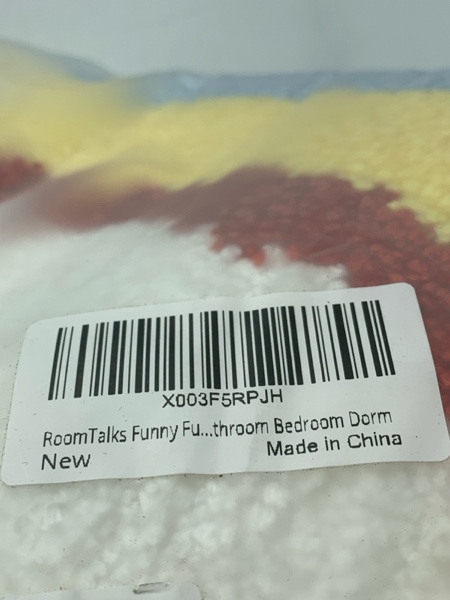 X003F5RPJH
RoomTalks Funny Fu...throom Bedroom Dorm
New
Made in China